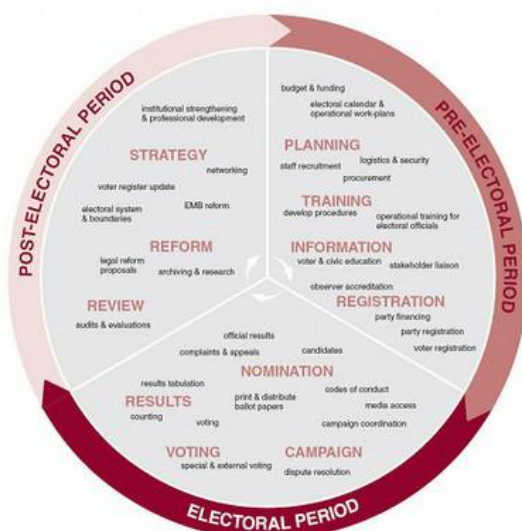 POST-ELECTORAL PERIOD
institutional strengthening
& professional development
STRATEGY
networking
voter register update
electoral system
& boundaries
EMB reform
REFORM
legal reform
proposals
archiving & research
REVIEW
audits & evaluations
PRE-ELECTORAL PERIOD
budget & funding
electoral calendar &
operational work-plans
PLANNING
staff recruitment
logistics & security
procurement
TRAINING
develop procedures
operational training for
electoral officials
INFORMATION
voter & civic education
stakeholder liaison
observer accreditation
REGISTRATION
party financing
party registration
voter registration
official results
complaints & appeals
candidates
NOMINATION
results tabulation
print & distribute
ballot papers
codes of conduct
RESULTS
media access
counting
voting
campaign coordination
VOTING
CAMPAIGN
special & external voting
dispute resolution
ELECTORAL PERIOD